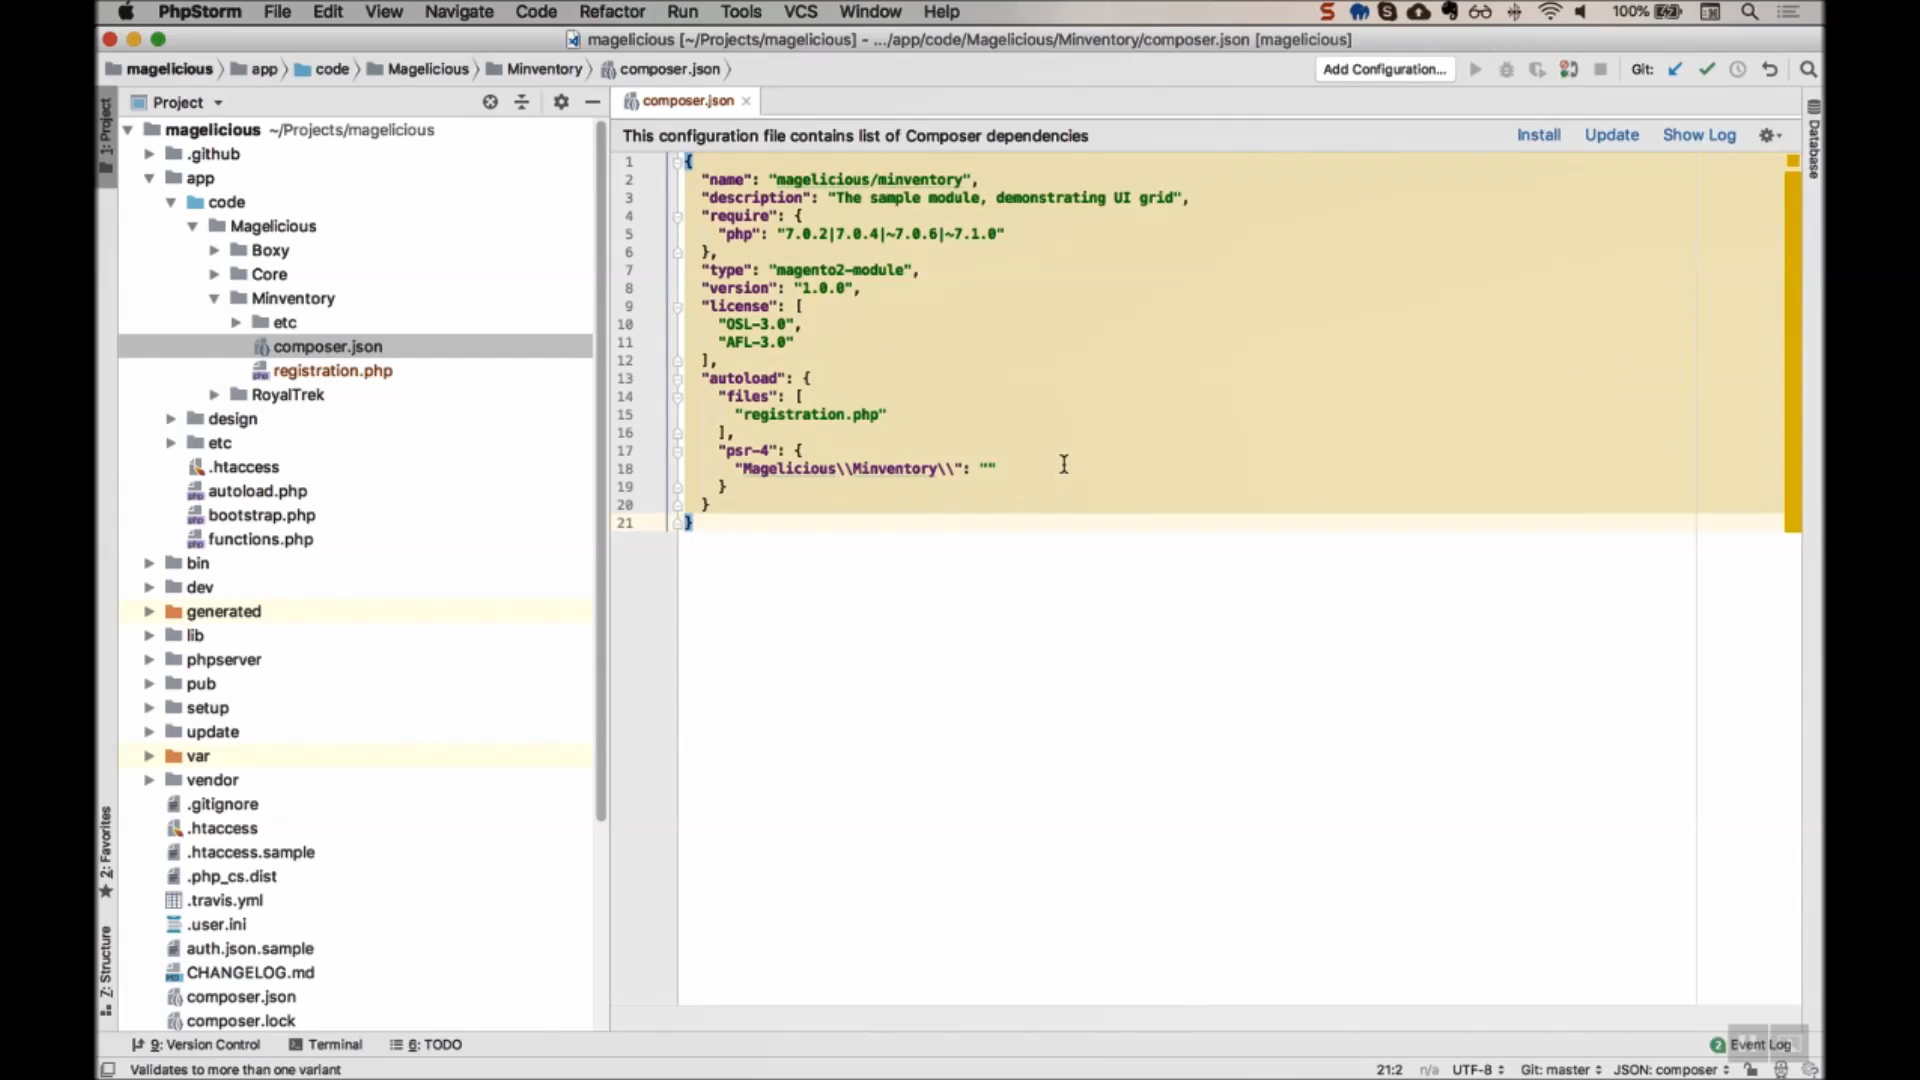 PhpStorm File Edit View Navigate Code Refactor Run Tools VCS Window Help 100%
magelicious [~/Projects/magelicious] - .../app/code/Magelicious/Minventory/composer.json [magelicious]
magelicious app code Magelicious Minventory composer.json Add Configuration... Git:
Project composer.json
This configuration file contains list of Composer dependencies Install Update Show Log
1: Project
2: Favorites
7: Structure
Database
magelicious ~/Projects/magelicious
.github
app
code
Magelicious
Boxy
Core
Minventory
etc
composer.json
registration.php
RoyalTrek
design
etc
.htaccess
autoload.php
bootstrap.php
functions.php
bin
dev
generated
lib
phpserver
pub
setup
update
var
vendor
.gitignore
.htaccess
.htaccess.sample
.php_cs.dist
.travis.yml
.user.ini
auth.json.sample
CHANGELOG.md
composer.json
composer.lock
1 {
2 "name": "magelicious/minventory",
3 "description": "The sample module, demonstrating UI grid",
4 "require": {
5 "php": "7.0.2|7.0.4|~7.0.6|~7.1.0"
6 },
7 "type": "magento2-module",
8 "version": "1.0.0",
9 "license": [
10 "OSL-3.0",
11 "AFL-3.0"
12 ],
13 "autoload": {
14 "files": [
15 "registration.php"
16 ],
17 "psr-4": {
18 "Magelicious\\Minventory\\": ""
19 }
20 }
21 }
9: Version Control Terminal 6: TODO 2 Event Log
Validates to more than one variant 21:2 n/a UTF-8 Git: master JSON: composer